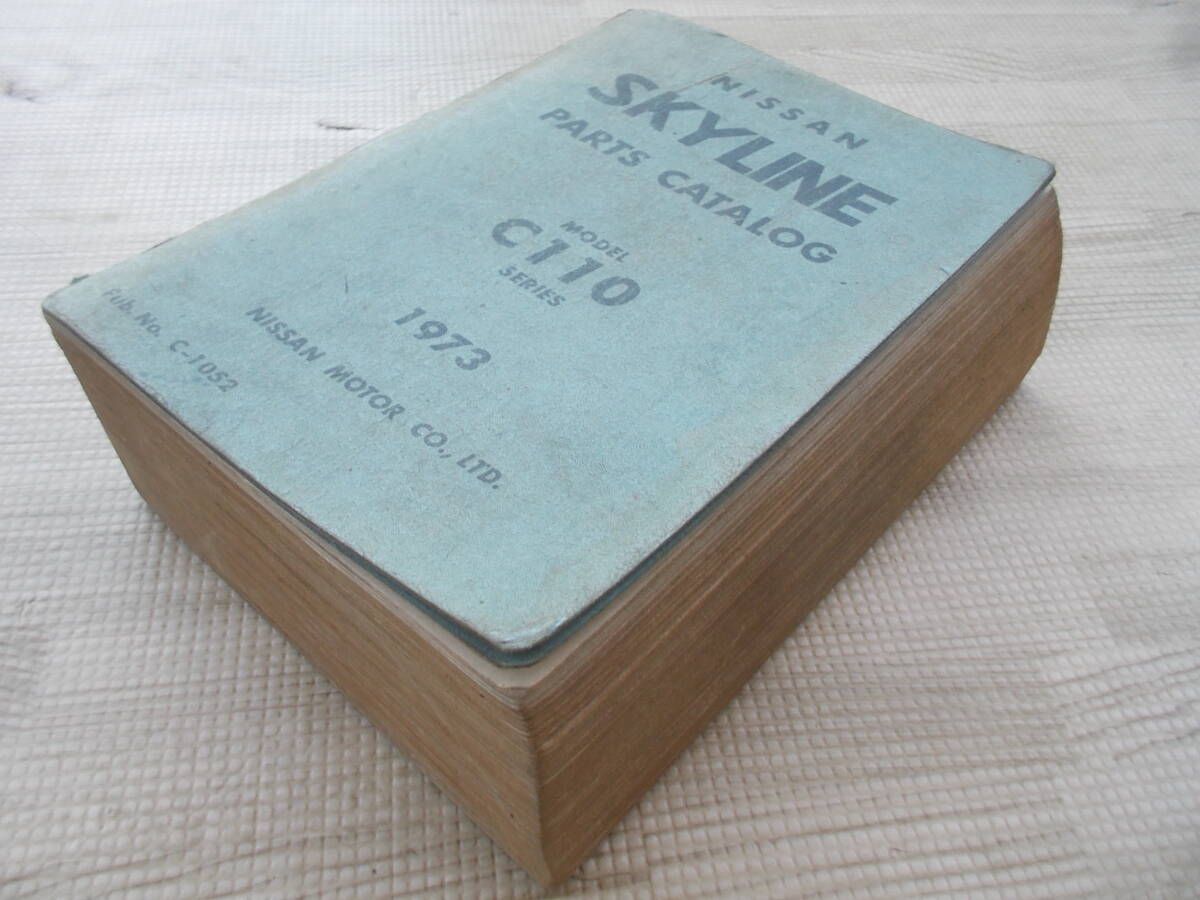 NISSAN
SKYLINE
PARTS CATALOG
MODEL
C110
SERIES
1973
NISSAN MOTOR CO., LTD.
Pub. No. C-1052